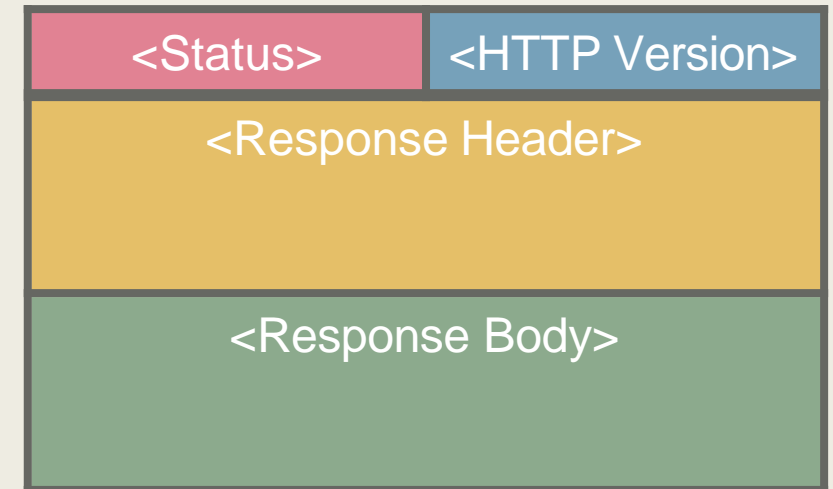 <Status> <HTTP Version>
<Response Header>
<Response Body>